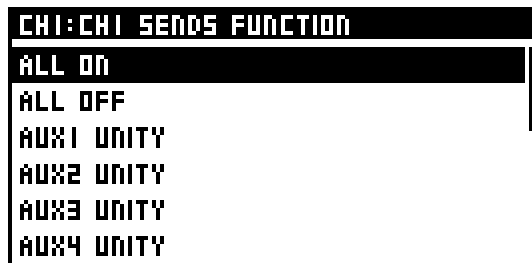 CH1:CH1 SENDS FUNCTION
ALL ON
ALL OFF
AUX1 UNITY
AUX2 UNITY
AUX3 UNITY
AUX4 UNITY